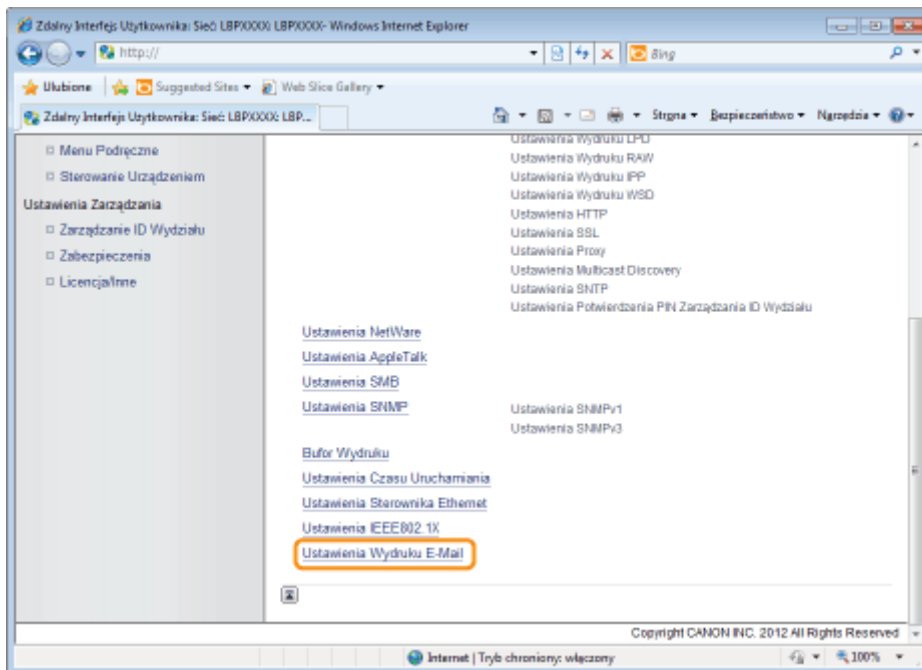 Zdalny Interfejs Użytkownika: Sieć: LBPXXXX: LBPXXXX- Windows Internet Explorer
http://
Bing
Ulubione Suggested Sites Web Slice Gallery
Zdalny Interfejs Użytkownika: Sieć: LBPXXXX: LBP...
Strona Bezpieczeństwo Narzędzia
Menu Podręczne
Sterowanie Urządzeniem
Ustawienia Zarządzania
Zarządzanie ID Wydziału
Zabezpieczenia
Licencja/Inne
Ustawienia Wydruku LPD
Ustawienia Wydruku RAW
Ustawienia Wydruku IPP
Ustawienia Wydruku WSD
Ustawienia HTTP
Ustawienia SSL
Ustawienia Proxy
Ustawienia Multicast Discovery
Ustawienia SNTP
Ustawienia Potwierdzenia PIN Zarządzania ID Wydziału
Ustawienia NetWare
Ustawienia AppleTalk
Ustawienia SMB
Ustawienia SNMP
Ustawienia SNMPv1
Ustawienia SNMPv3
Bufor Wydruku
Ustawienia Czasu Uruchamiania
Ustawienia Sterownika Ethernet
Ustawienia IEEE802.1X
Ustawienia Wydruku E-Mail
Copyright CANON INC. 2012 All Rights Reserved
Internet | Tryb chroniony: włączony
100%